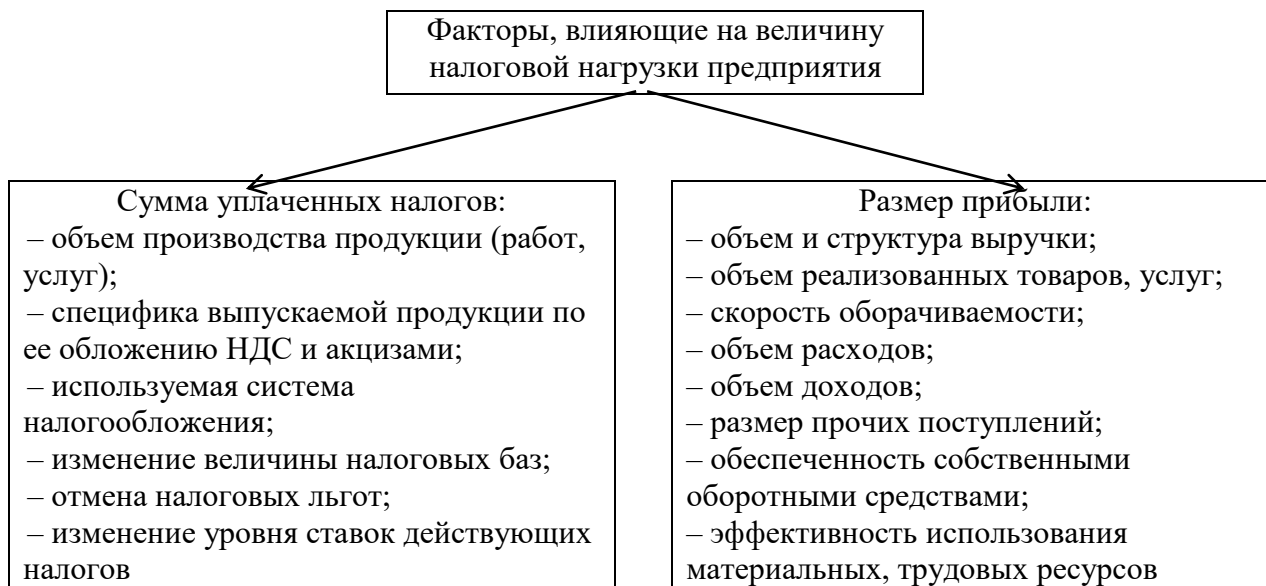 Факторы, влияющие на величину
налоговой нагрузки предприятия
Сумма уплаченных налогов:
– объем производства продукции (работ,
услуг);
– специфика выпускаемой продукции по
ее обложению НДС и акцизами;
– используемая система
налогообложения;
– изменение величины налоговых баз;
– отмена налоговых льгот;
– изменение уровня ставок действующих
налогов
Размер прибыли:
– объем и структура выручки;
– объем реализованных товаров, услуг;
– скорость оборачиваемости;
– объем расходов;
– объем доходов;
– размер прочих поступлений;
– обеспеченность собственными
оборотными средствами;
– эффективность использования
материальных, трудовых ресурсов